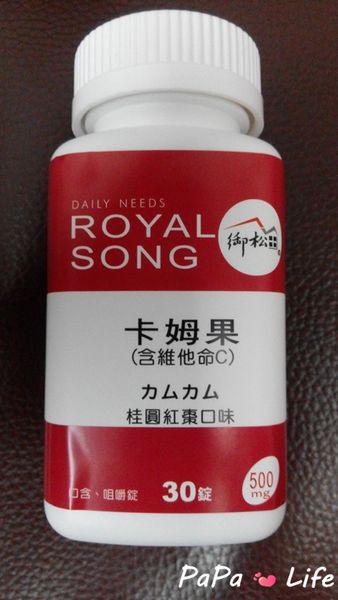 DAILY NEEDS
ROYAL
SONG
御松田
卡姆果
(含維他命C)
カムカム
桂圓紅棗口味
口含、咀嚼錠
30錠
500
mg
PaPa Life